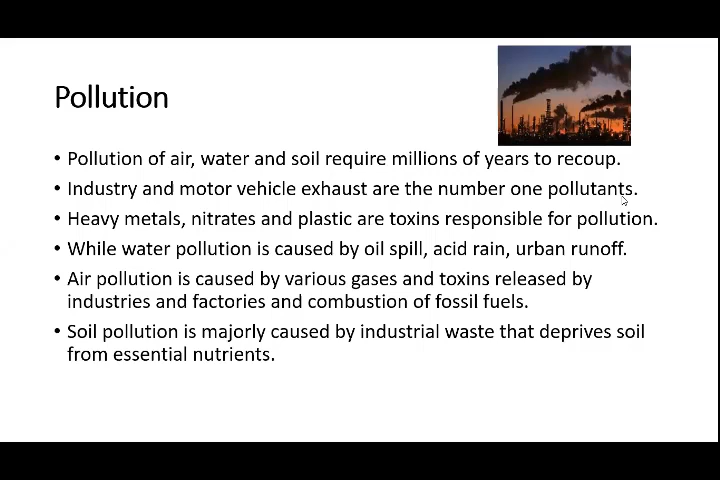 Pollution
• Pollution of air, water and soil require millions of years to recoup.
• Industry and motor vehicle exhaust are the number one pollutants.
• Heavy metals, nitrates and plastic are toxins responsible for pollution.
• While water pollution is caused by oil spill, acid rain, urban runoff.
• Air pollution is caused by various gases and toxins released by
industries and factories and combustion of fossil fuels.
• Soil pollution is majorly caused by industrial waste that deprives soil
from essential nutrients.